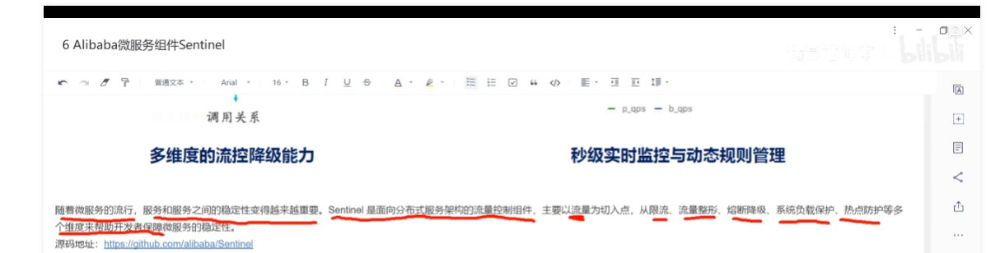 6 Alibaba微服务组件Sentinel
bilibili
普通文本 Arial 16 B I U S A
调用关系
p_qps b_qps
多维度的流控降级能力 秒级实时监控与动态规则管理
随着微服务的流行，服务和服务之间的稳定性变得越来越重要。Sentinel 是面向分布式服务架构的流量控制组件，主要以流量为切入点，从限流、流量整形、熔断降级、系统负载保护、热点防护等多
个维度来帮助开发者保障微服务的稳定性。
源码地址：https://github.com/alibaba/Sentinel